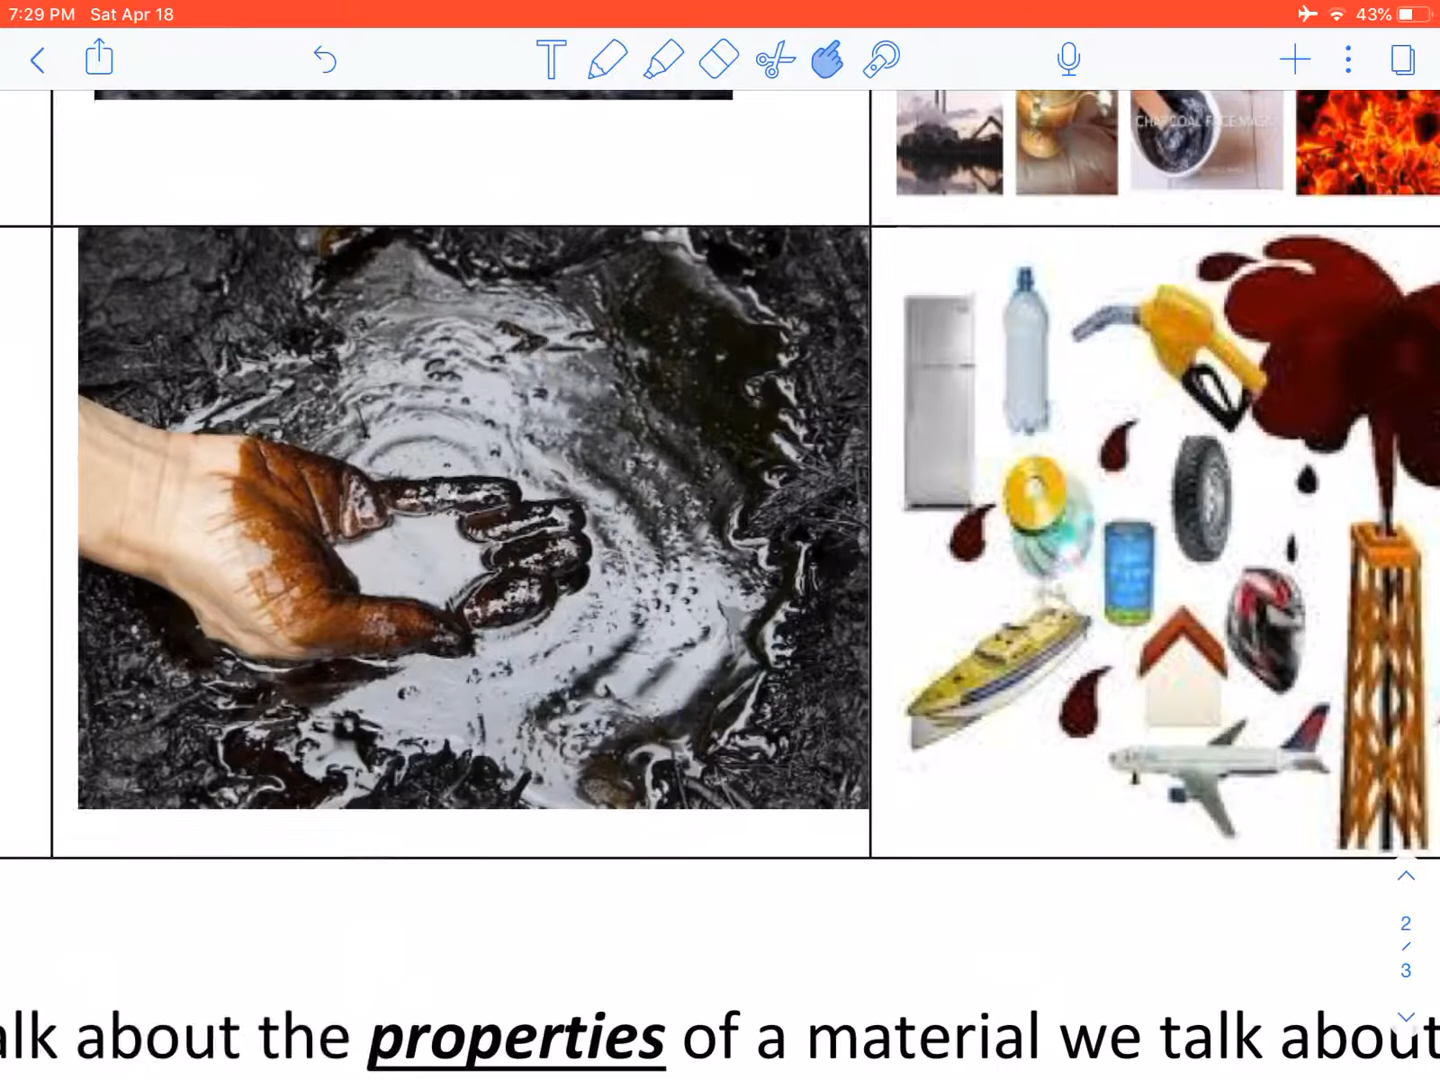 7:29 PM Sat Apr 18 43%
T
CHARCOAL FACE MASK
2
/
3
alk about the properties of a material we talk about